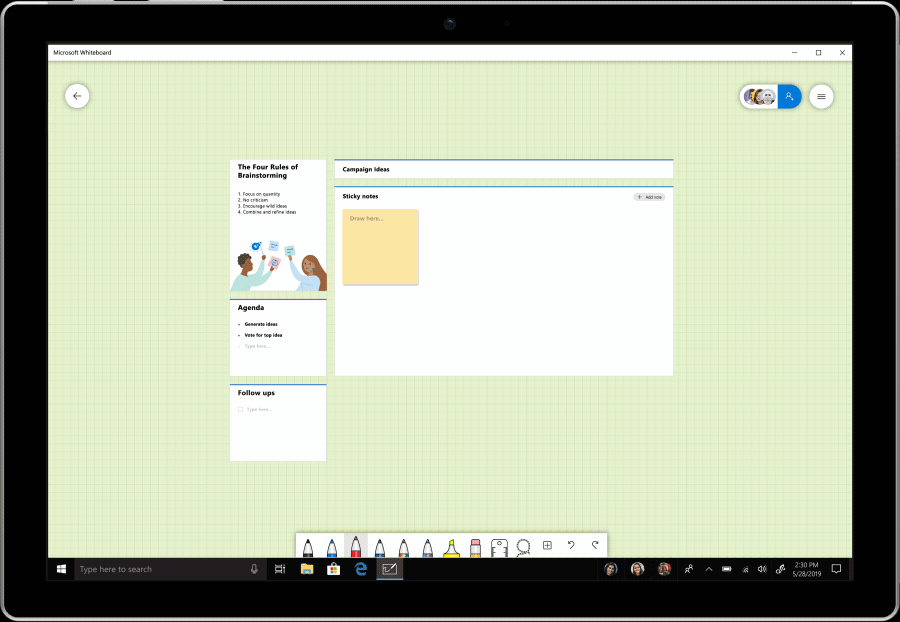 Microsoft Whiteboard
The Four Rules of
Brainstorming
1. Focus on quantity
2. No criticism
3. Encourage wild ideas
4. Combine and refine ideas
Campaign Ideas
Sticky notes
Add note
Draw here...
Agenda
- Generate ideas
- Vote for top idea
- Type here...
Follow ups
Type here...
Type here to search
2:30 PM
5/28/2019